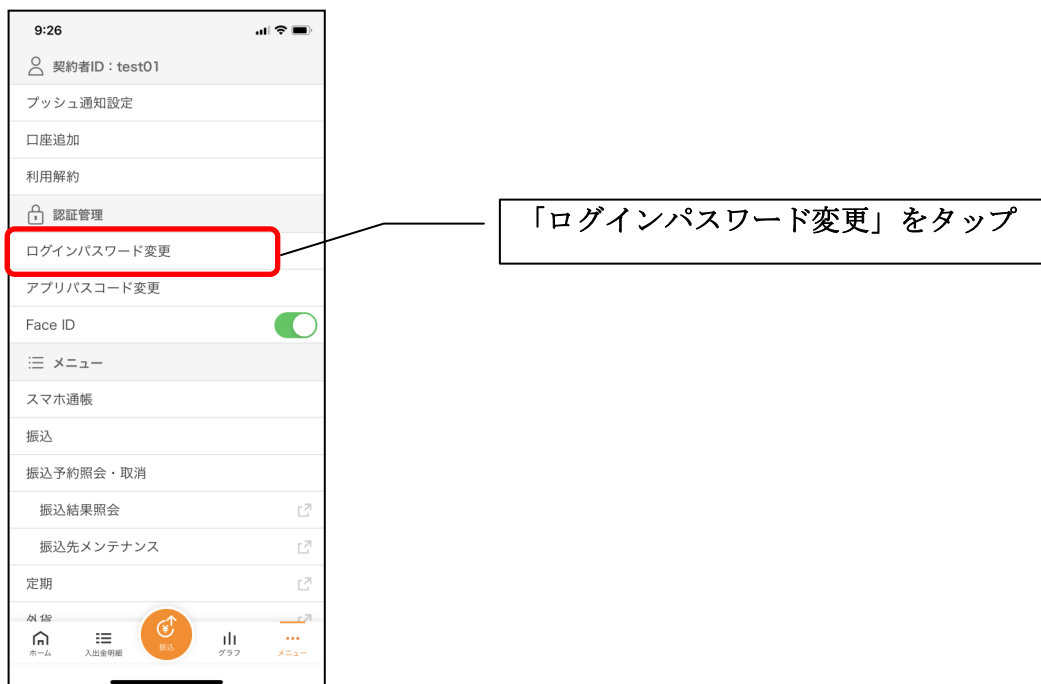 9:26
契約者ID：test01
プッシュ通知設定
口座追加
利用解約
認証管理
ログインパスワード変更
「ログインパスワード変更」をタップ
アプリパスコード変更
Face ID
メニュー
スマホ通帳
振込
振込予約照会・取消
振込結果照会
振込先メンテナンス
定期
外貨
ホーム
入出金明細
振込
グラフ
メニュー